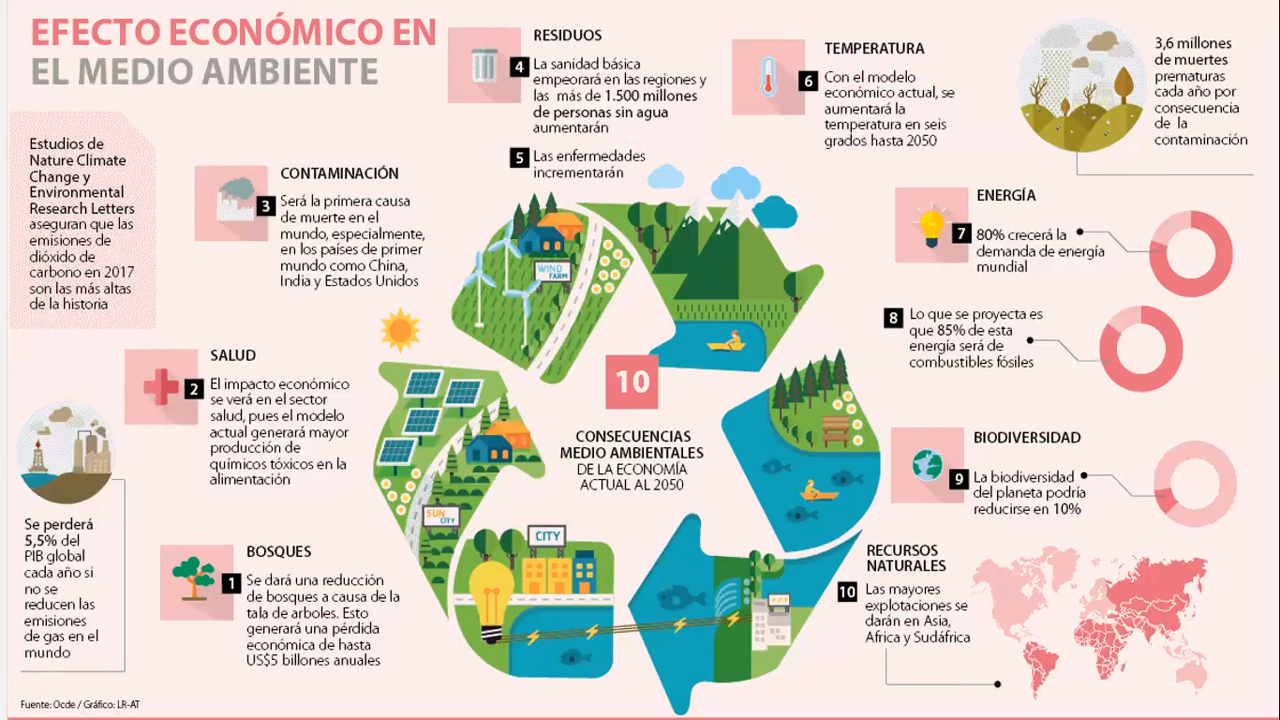 EFECTO ECONÓMICO EN
EL MEDIO AMBIENTE
Estudios de
Nature Climate
Change y
Environmental
Research Letters
aseguran que las
emisiones de
dióxido de
carbono en 2017
son las más altas
de la historia
Se perderá
5,5% del
PIB global
cada año si
no se
reducen las
emisiones
de gas en el
mundo
10
CONSECUENCIAS
MEDIO AMBIENTALES
DE LA ECONOMÍA
ACTUAL AL 2050
BOSQUES
1 Se dará una reducción
de bosques a causa de la
tala de arboles. Esto
generará una pérdida
económica de hasta
US$5 billones anuales
SALUD
2 El impacto económico
se verá en el sector
salud, pues el modelo
actual generará mayor
producción de
químicos tóxicos en la
alimentación
CONTAMINACIÓN
3 Será la primera causa
de muerte en el
mundo, especialmente,
en los países de primer
mundo como China,
India y Estados Unidos
RESIDUOS
4 La sanidad básica
empeorará en las regiones y
las más de 1.500 millones
de personas sin agua
aumentarán
5 Las enfermedades
incrementarán
TEMPERATURA
6 Con el modelo
económico actual, se
aumentará la
temperatura en seis
grados hasta 2050
3,6 millones
de muertes
prematuras
cada año por
consecuencia
de la
contaminación
ENERGÍA
7 80% crecerá la
demanda de energía
mundial
8 Lo que se proyecta es
que 85% de esta
energía será de
combustibles fósiles
BIODIVERSIDAD
9 La biodiversidad
del planeta podría
reducirse en 10%
RECURSOS
NATURALES
10 Las mayores
explotaciones se
darán en Asia,
Africa y Sudáfrica
WIND
FARM
SUN
CITY
CITY
Fuente: Ocde / Gráfico: LR-AT